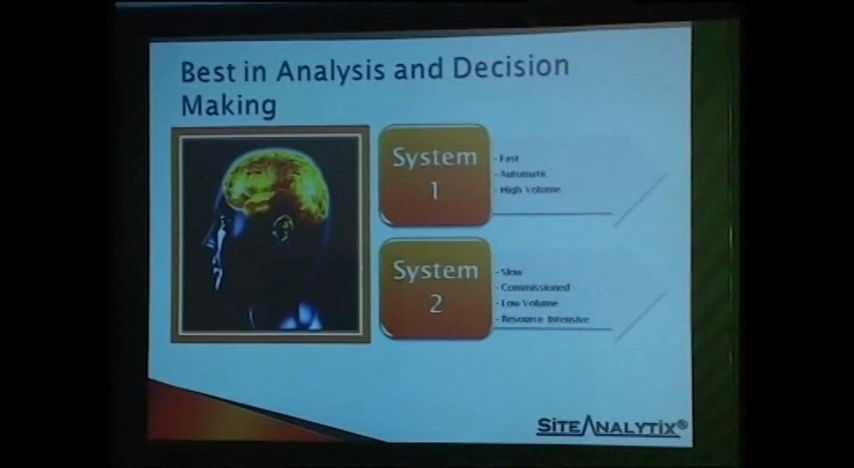 Best in Analysis and Decision
Making
System
1
- Fast
- Automatic
- High Volume
System
2
- Slow
- Commissioned
- Low Volume
- Resource Intensive
SITEANALYTIX®